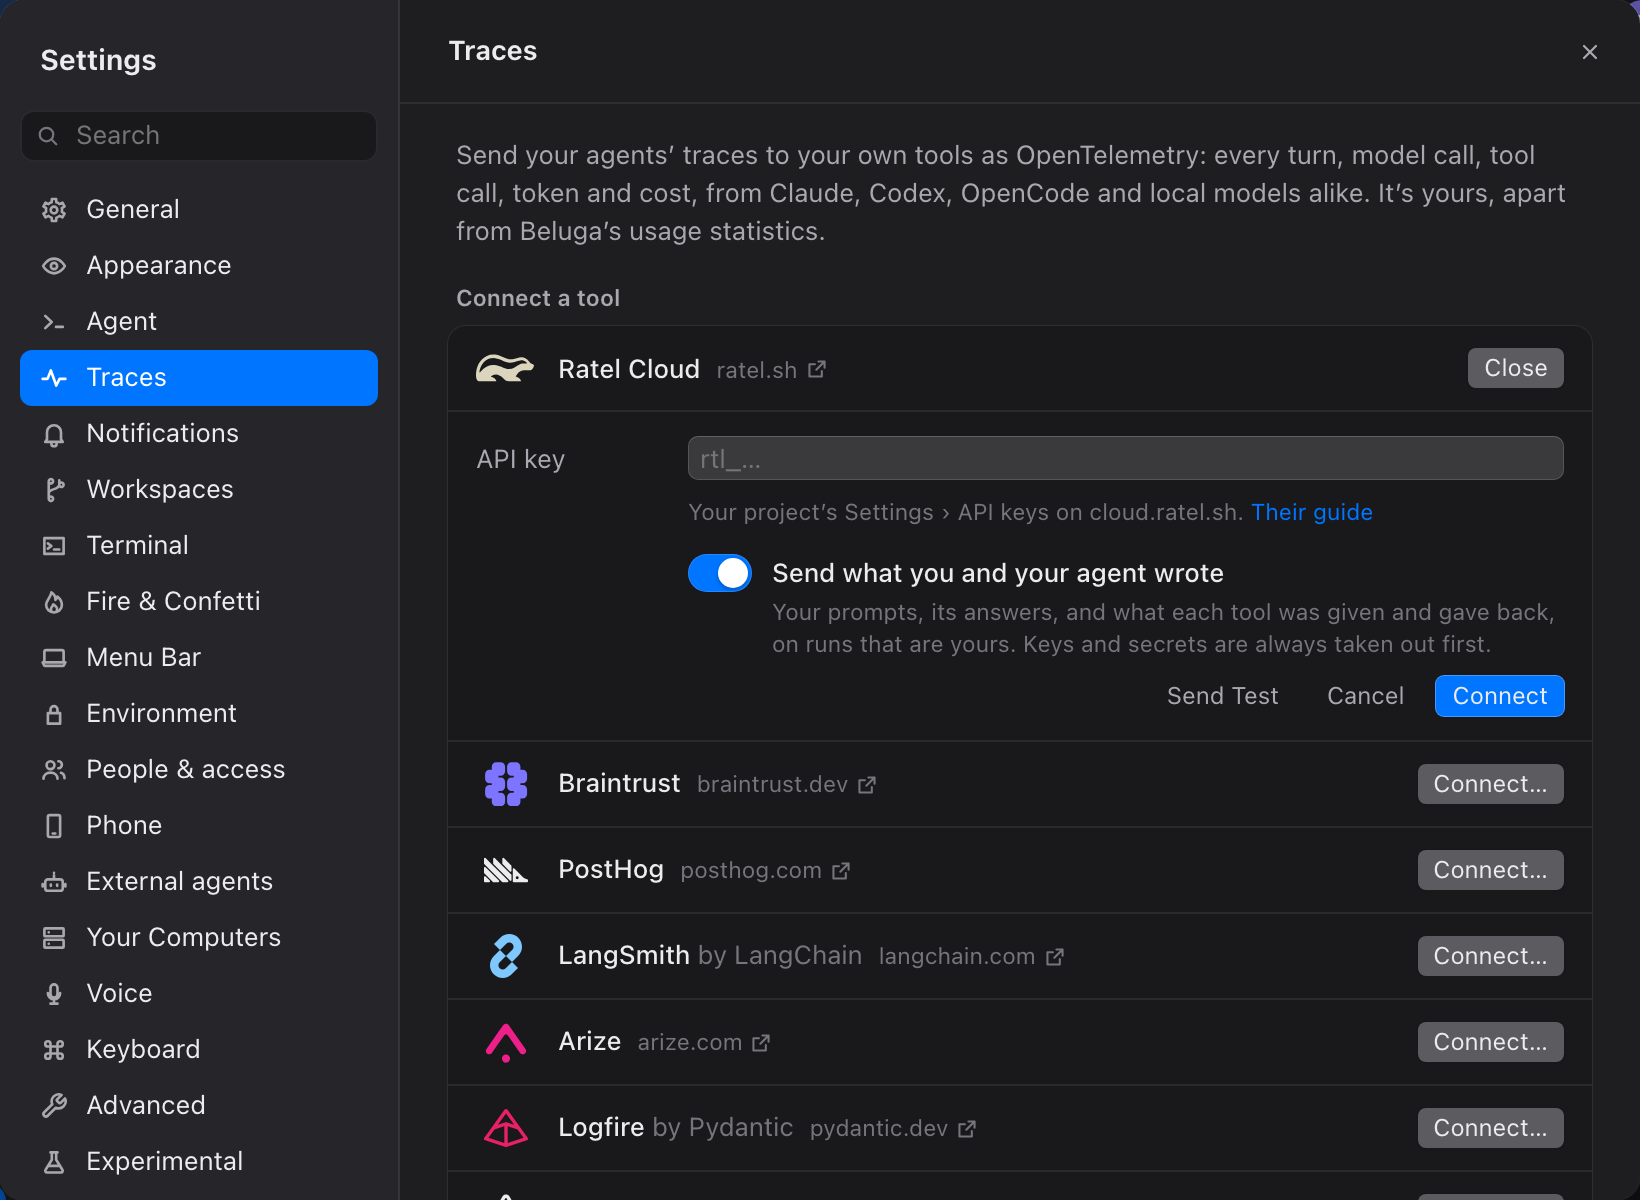 Settings
Search
General
Appearance
Agent
Traces
Notifications
Workspaces
Terminal
Fire & Confetti
Menu Bar
Environment
People & access
Phone
External agents
Your Computers
Voice
Keyboard
Advanced
Experimental
Traces
Send your agents’ traces to your own tools as OpenTelemetry: every turn, model call, tool
call, token and cost, from Claude, Codex, OpenCode and local models alike. It’s yours, apart
from Beluga’s usage statistics.
Connect a tool
Ratel Cloud ratel.sh
Close
API key
rtl_...
Your project’s Settings › API keys on cloud.ratel.sh. Their guide
Send what you and your agent wrote
Your prompts, its answers, and what each tool was given and gave back,
on runs that are yours. Keys and secrets are always taken out first.
Send Test
Cancel
Connect
Braintrust braintrust.dev
Connect...
PostHog posthog.com
Connect...
LangSmith by LangChain langchain.com
Connect...
Arize arize.com
Connect...
Logfire by Pydantic pydantic.dev
Connect...